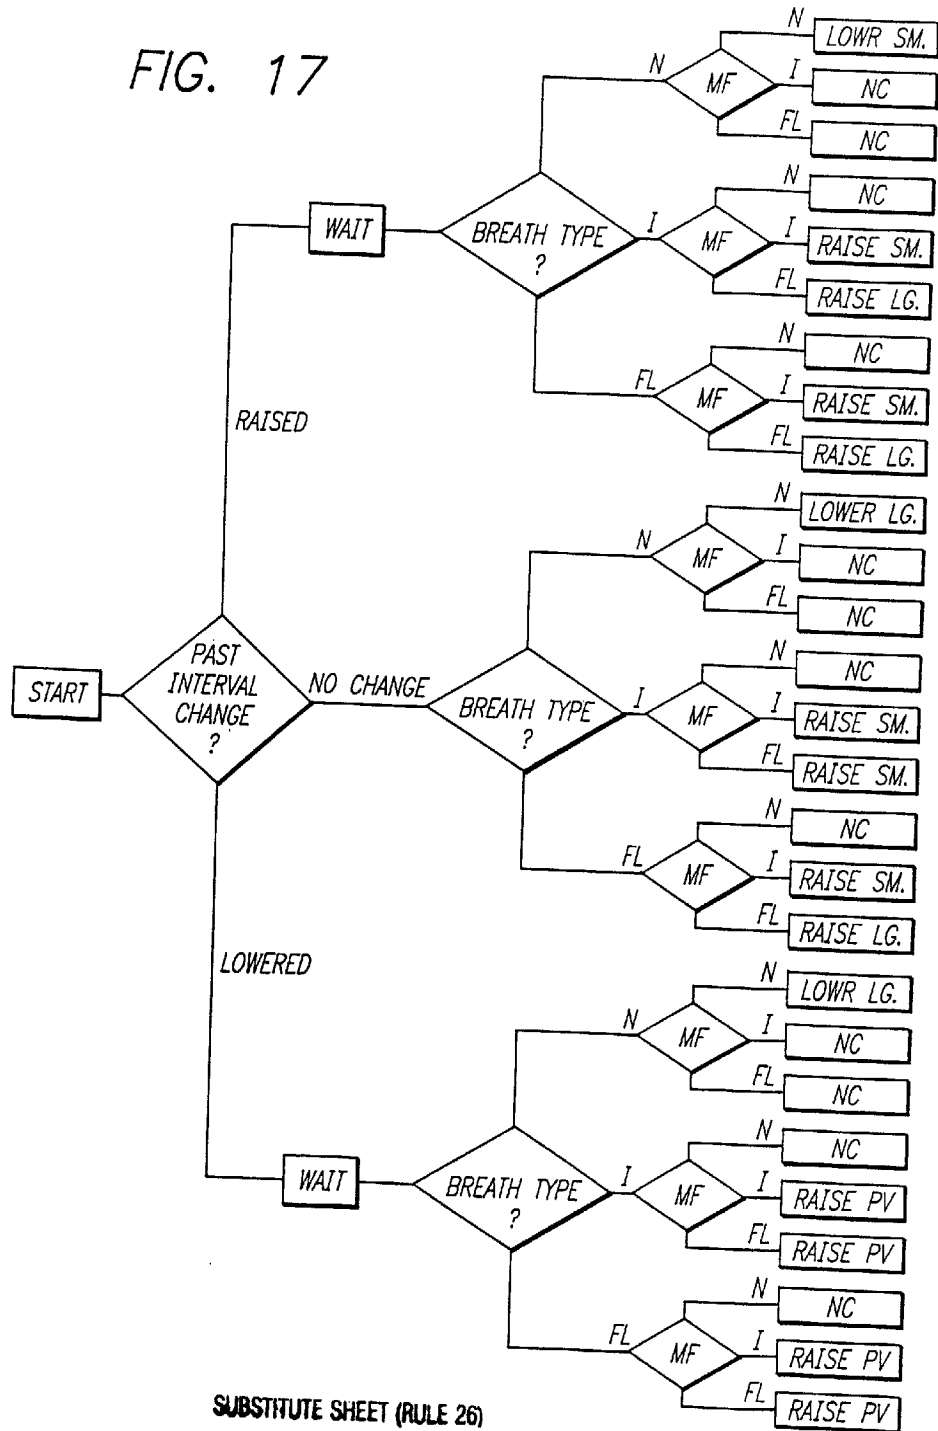 FIG. 17
N
LOWR SM.
N
MF
I
NC
FL
NC
N
NC
WAIT
BREATH TYPE
?
I
MF
I
RAISE SM.
FL
RAISE LG.
N
NC
FL
MF
I
RAISE SM.
FL
RAISE LG.
RAISED
N
LOWER LG.
N
MF
I
NC
FL
NC
START
PAST
INTERVAL
CHANGE
?
NO CHANGE
BREATH TYPE
?
N
NC
I
MF
I
RAISE SM.
FL
RAISE SM.
N
NC
FL
MF
I
RAISE SM.
FL
RAISE LG.
LOWERED
N
LOWR LG.
N
MF
I
NC
FL
NC
N
NC
WAIT
BREATH TYPE
?
I
MF
I
RAISE PV
FL
RAISE PV
N
NC
FL
MF
I
RAISE PV
FL
RAISE PV
SUBSTITUTE SHEET (RULE 26)